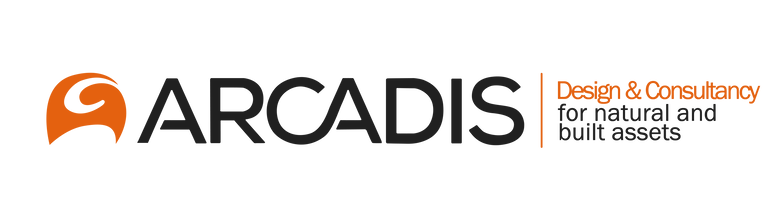 ARCADIS
Design & Consultancy
for natural and
built assets